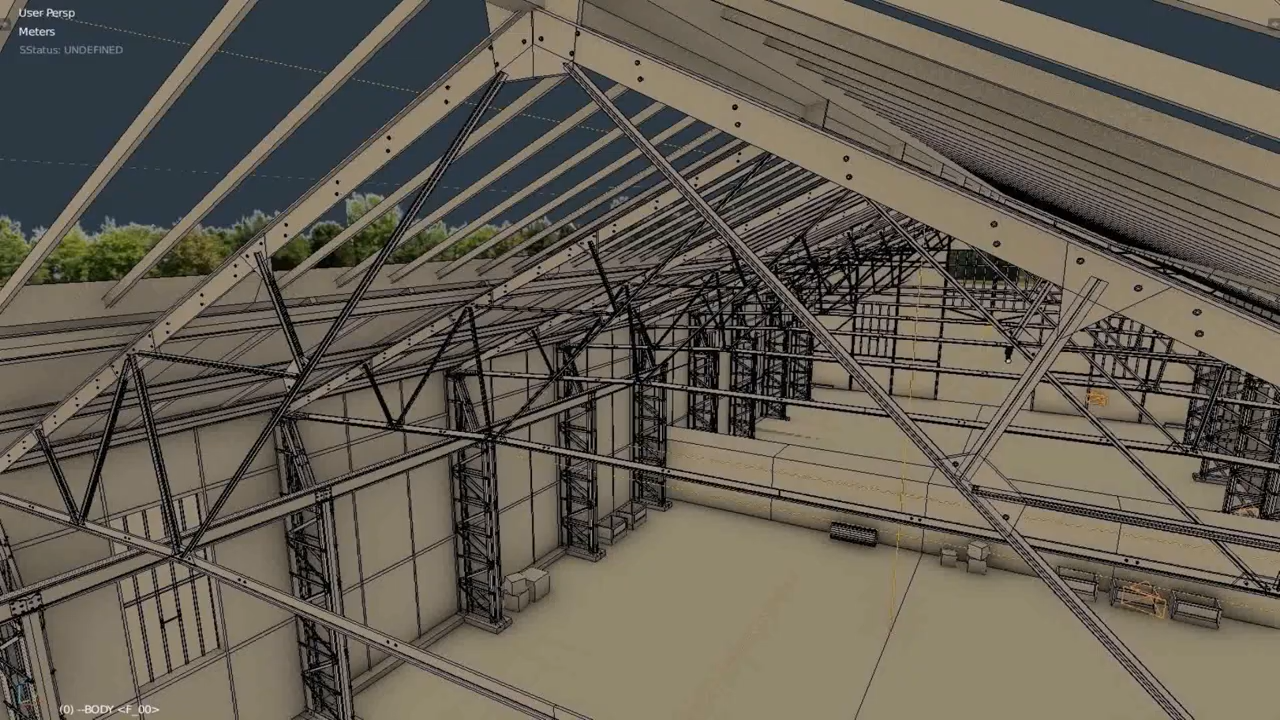 User Persp
Meters
SStatus: UNDEFINED
(0) --BODY <F_00>